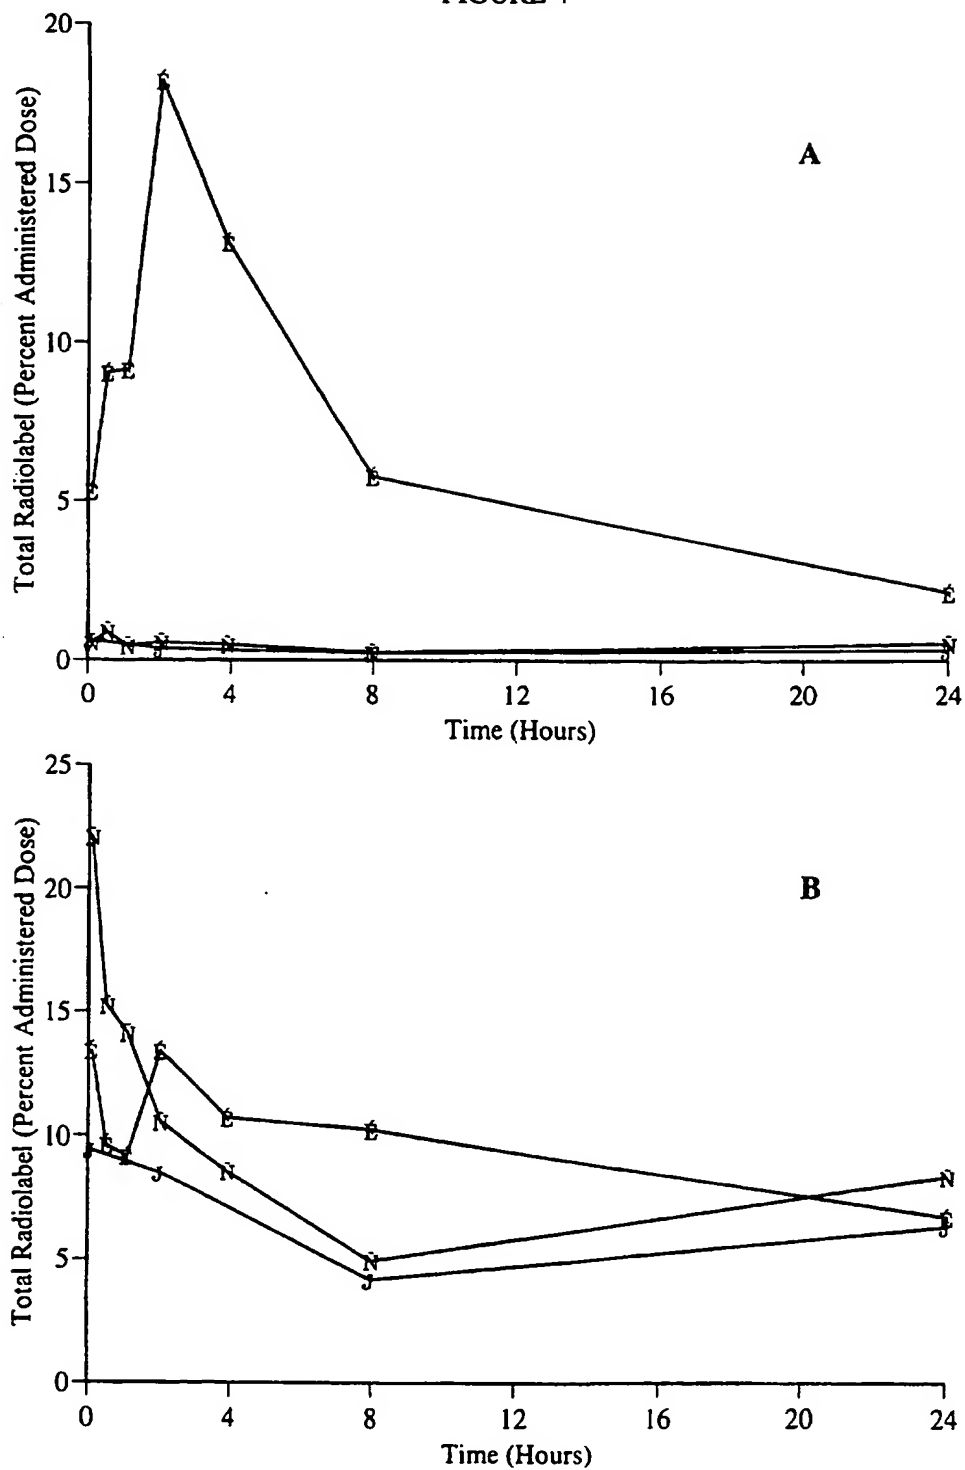 20
15
10
5
0
Total Radiolabel (Percent Administered Dose)
A
E
E
E
E
E
E
E
N
N
N
N
J
N
N
J
0 4 8 12 16 20 24
Time (Hours)
25
20
15
10
5
0
Total Radiolabel (Percent Administered Dose)
B
N
N
N
E
E
E
N
E
E
J
J
N
N
N
J
E
J
0 4 8 12 16 20 24
Time (Hours)